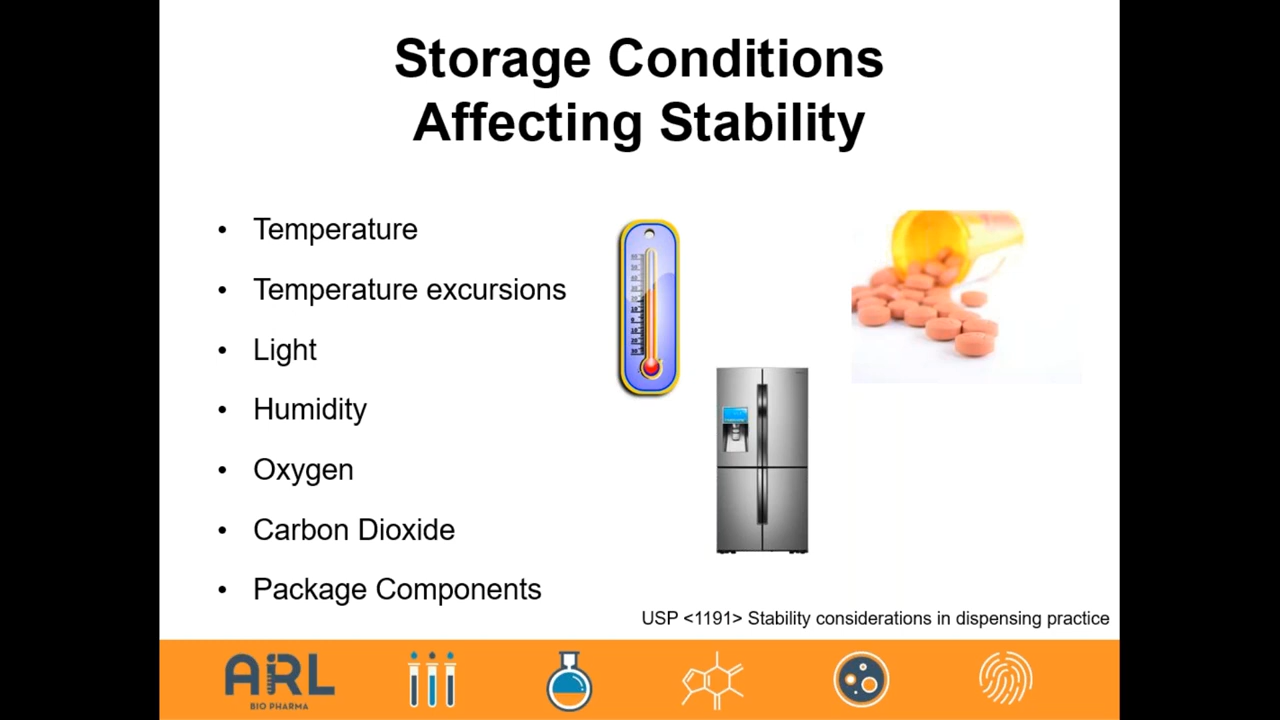 Storage Conditions
Affecting Stability
• Temperature
• Temperature excursions
• Light
• Humidity
• Oxygen
• Carbon Dioxide
• Package Components
USP <1191> Stability considerations in dispensing practice
ARL
BIO PHARMA